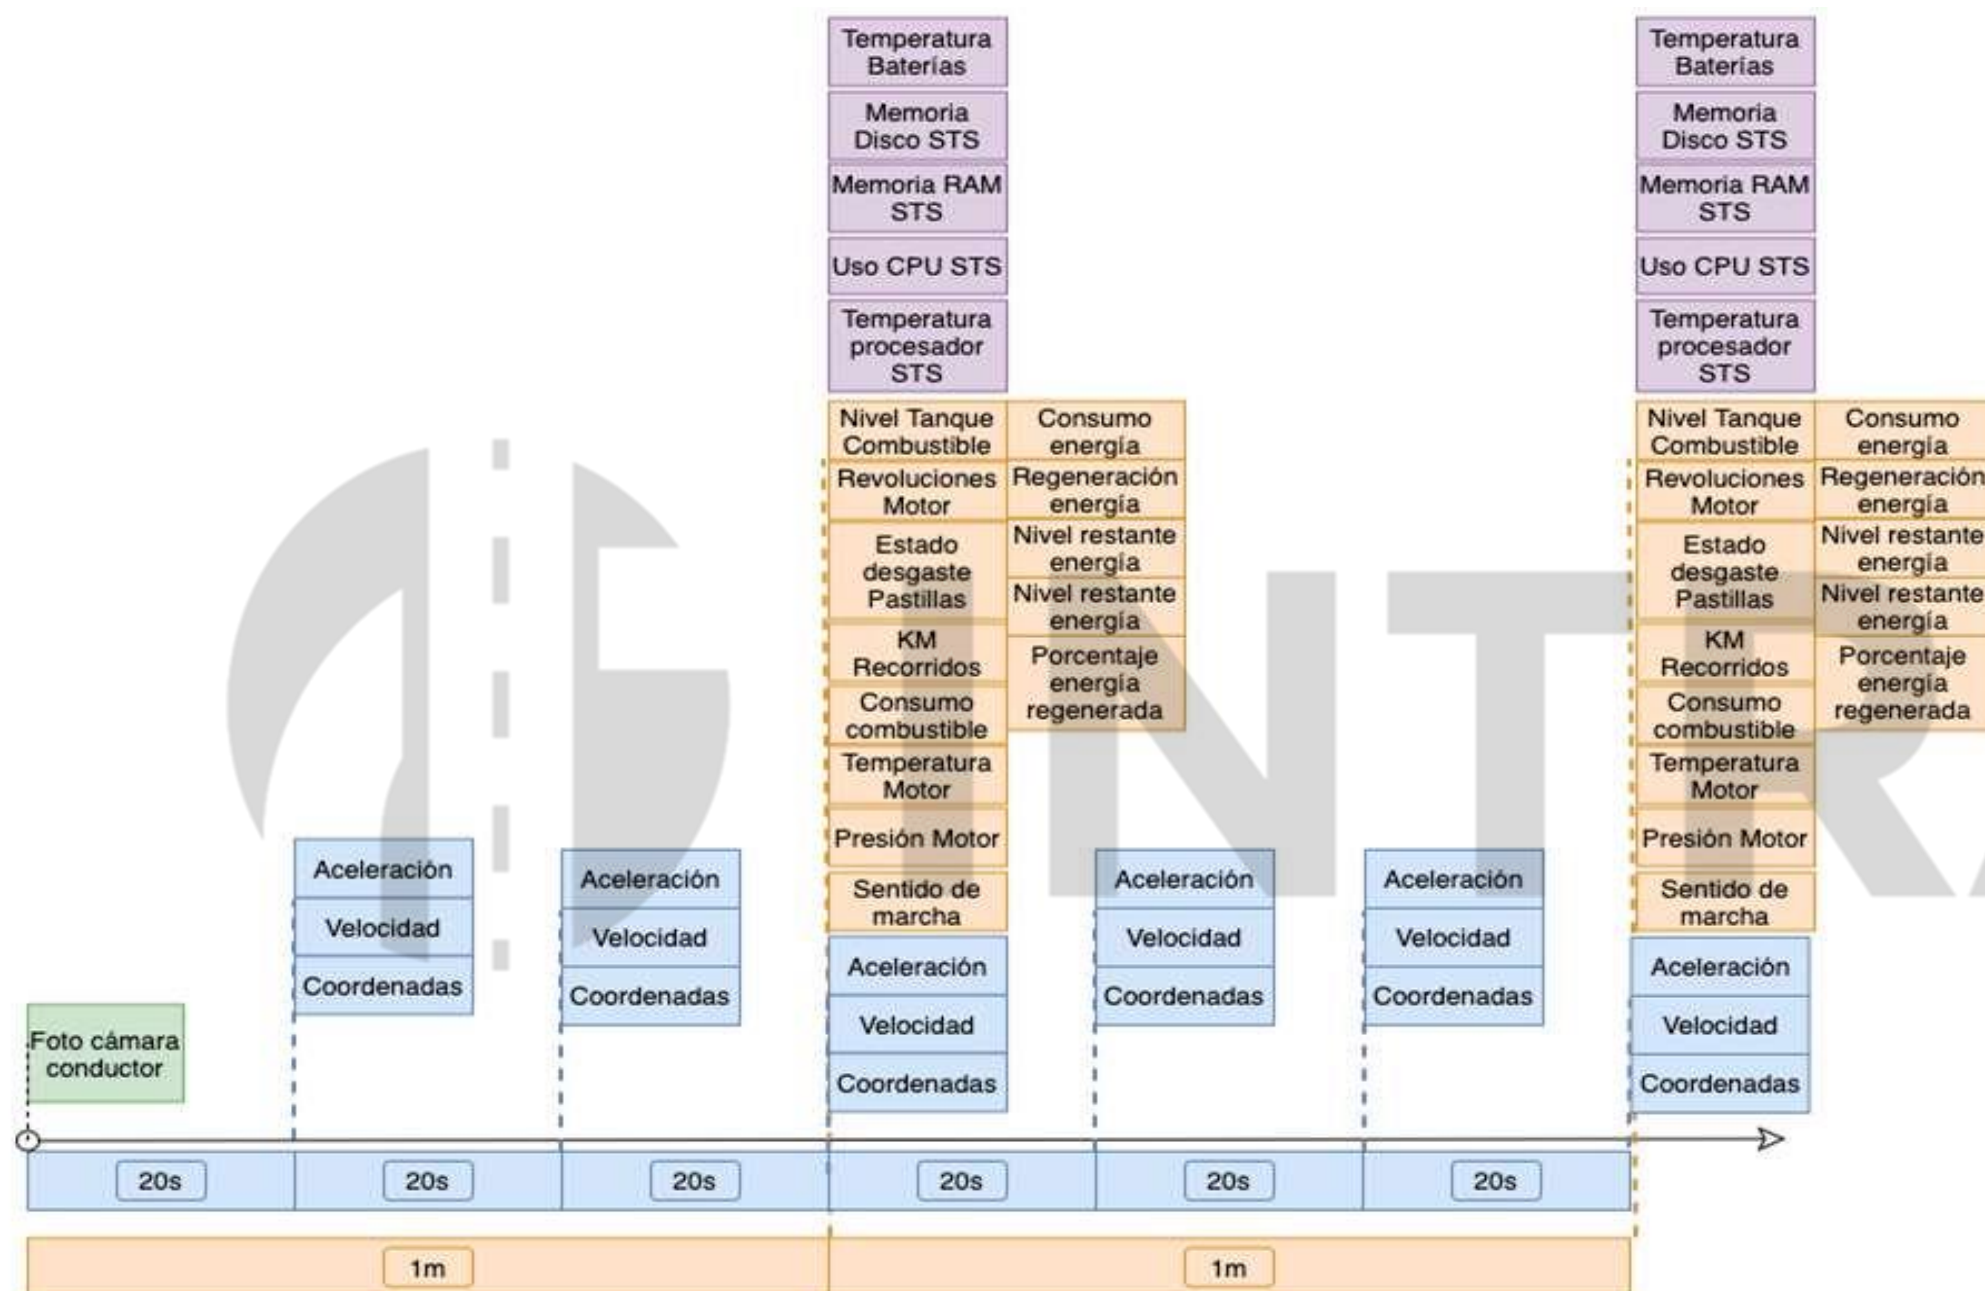 Temperatura
Baterías
Memoria
Disco STS
Memoria RAM
STS
Uso CPU STS
Temperatura
procesador
STS
Nivel Tanque
Combustible
Revoluciones
Motor
Estado
desgaste
Pastillas
KM
Recorridos
Consumo
combustible
Temperatura
Motor
Presión Motor
Sentido de
marcha
Aceleración
Velocidad
Coordenadas
Consumo
energía
Regeneración
energía
Nivel restante
energía
Nivel restante
energía
Porcentaje
energía
regenerada
Temperatura
Baterías
Memoria
Disco STS
Memoria RAM
STS
Uso CPU STS
Temperatura
procesador
STS
Nivel Tanque
Combustible
Revoluciones
Motor
Estado
desgaste
Pastillas
KM
Recorridos
Consumo
combustible
Temperatura
Motor
Presión Motor
Sentido de
marcha
Aceleración
Velocidad
Coordenadas
Consumo
energía
Regeneración
energía
Nivel restante
energía
Nivel restante
energía
Porcentaje
energía
regenerada
INTRA
Foto cámara
conductor
Aceleración
Velocidad
Coordenadas
Aceleración
Velocidad
Coordenadas
Aceleración
Velocidad
Coordenadas
Aceleración
Velocidad
Coordenadas
20s
20s
20s
20s
20s
20s
1m
1m